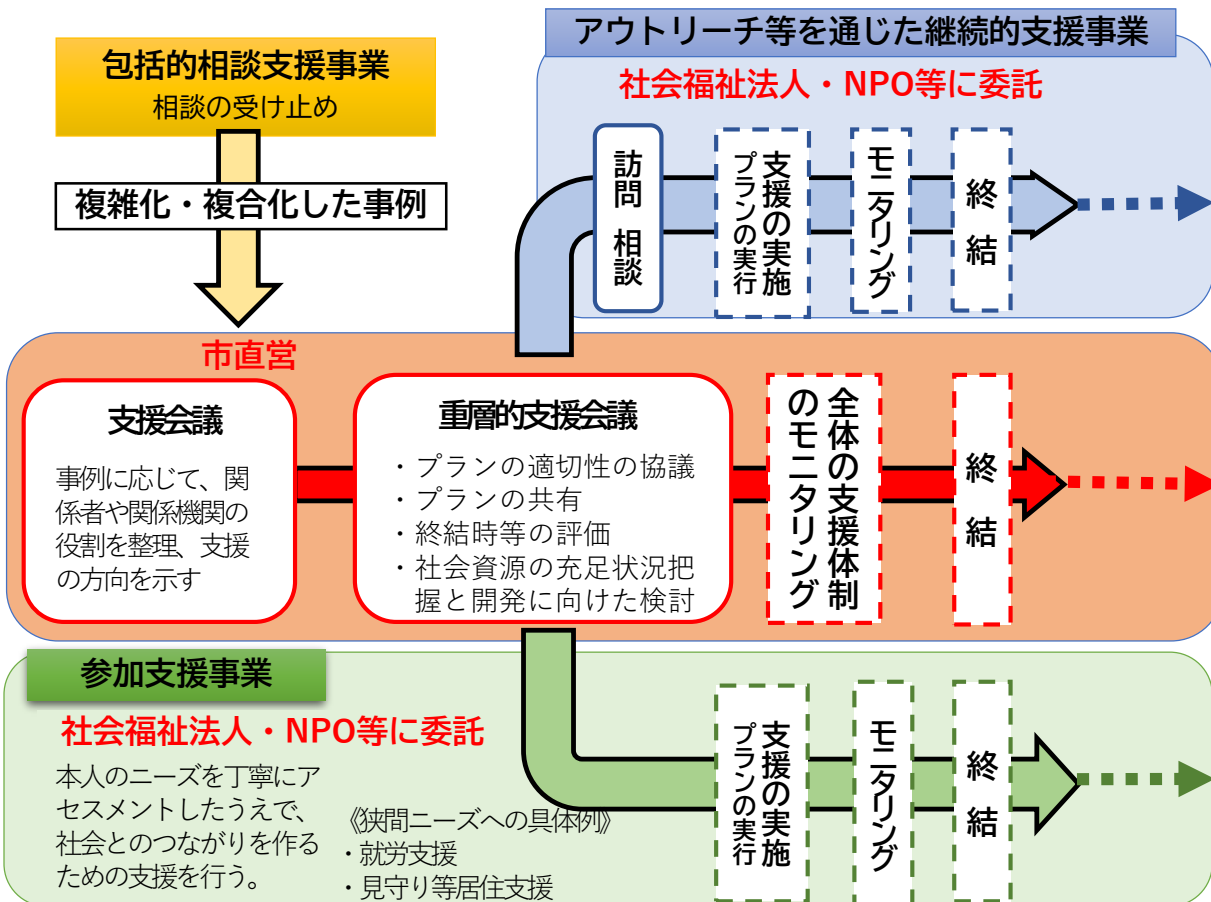 包括的相談支援事業
相談の受け止め
複雑化・複合化した事例
アウトリーチ等を通じた継続的支援事業
社会福祉法人・NPO等に委託
訪問 相談
支援の実施
プランの実行
モニタリング
終結
市直営
支援会議
事例に応じて、関
係者や関係機関の
役割を整理、支援
の方向を示す
重層的支援会議
・プランの適切性の協議
・プランの共有
・終結時等の評価
・社会資源の充足状況把
握と開発に向けた検討
全体の支援体制
のモニタリング
終結
参加支援事業
社会福祉法人・NPO等に委託
本人のニーズを丁寧にア
セスメントしたうえで、
社会とのつながりを作る
ための支援を行う。
《狭間ニーズへの具体例》
・就労支援
・見守り等居住支援
支援の実施
プランの実行
モニタリング
終結